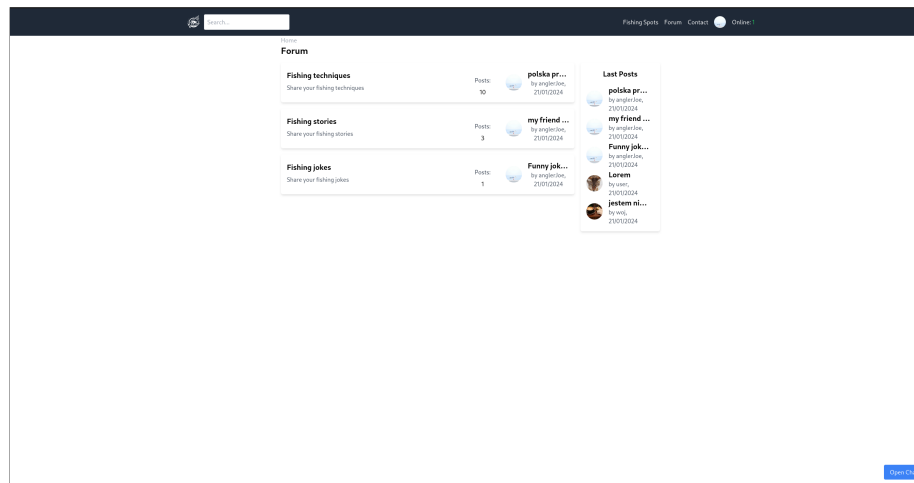 Search...
Fishing Spots Forum Contact Online: 1
Home
Forum
Fishing techniques
Share your fishing techniques
Posts:
10
polska pr...
by anglerJoe,
21/01/2024
Fishing stories
Share your fishing stories
Posts:
3
my friend ...
by anglerJoe,
21/01/2024
Fishing jokes
Share your fishing jokes
Posts:
1
Funny jok...
by anglerJoe,
21/01/2024
Last Posts
polska pr...
by anglerJoe,
21/01/2024
my friend ...
by anglerJoe,
21/01/2024
Funny jok...
by anglerJoe,
21/01/2024
Lorem
by user,
21/01/2024
jestem ni...
by woj,
21/01/2024
Open Cha